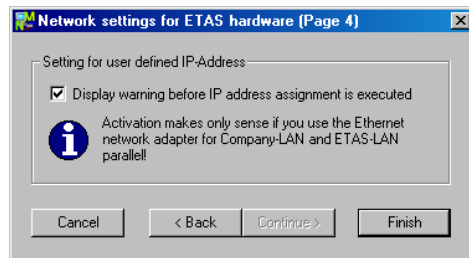 Network settings for ETAS hardware (Page 4)
Setting for user defined IP-Address
Display warning before IP address assignment is executed
Activation makes only sense if you use the Ethernet
network adapter for Company-LAN and ETAS-LAN
parallel!
Cancel < Back Continue > Finish